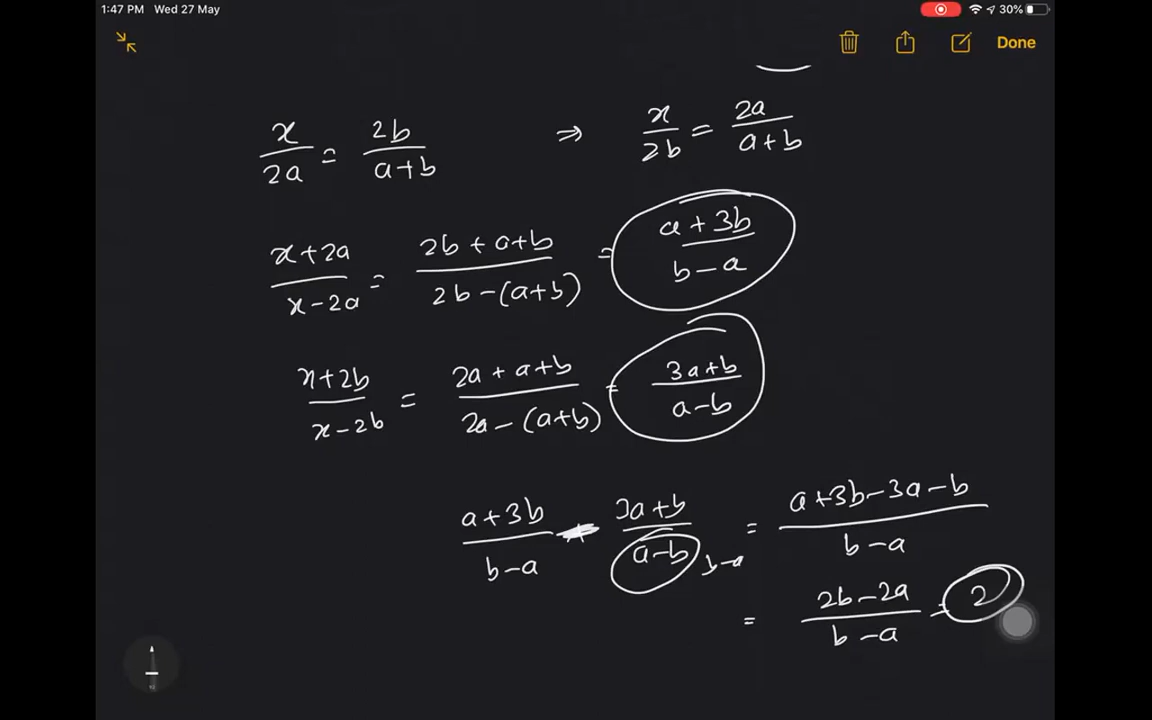 1:47 PM Wed 27 May 30%
Done
x/2a = 2b/a+b ⇒ x/2b = 2a/a+b
x+2a/x-2a = 2b+a+b/2b-(a+b) = a+3b/b-a
x+2b/x-2b = 2a+a+b/2a-(a+b) = 3a+b/a-b
a+3b/b-a - 3a+b/a-b b-a = a+3b-3a-b/b-a
= 2b-2a/b-a = 2